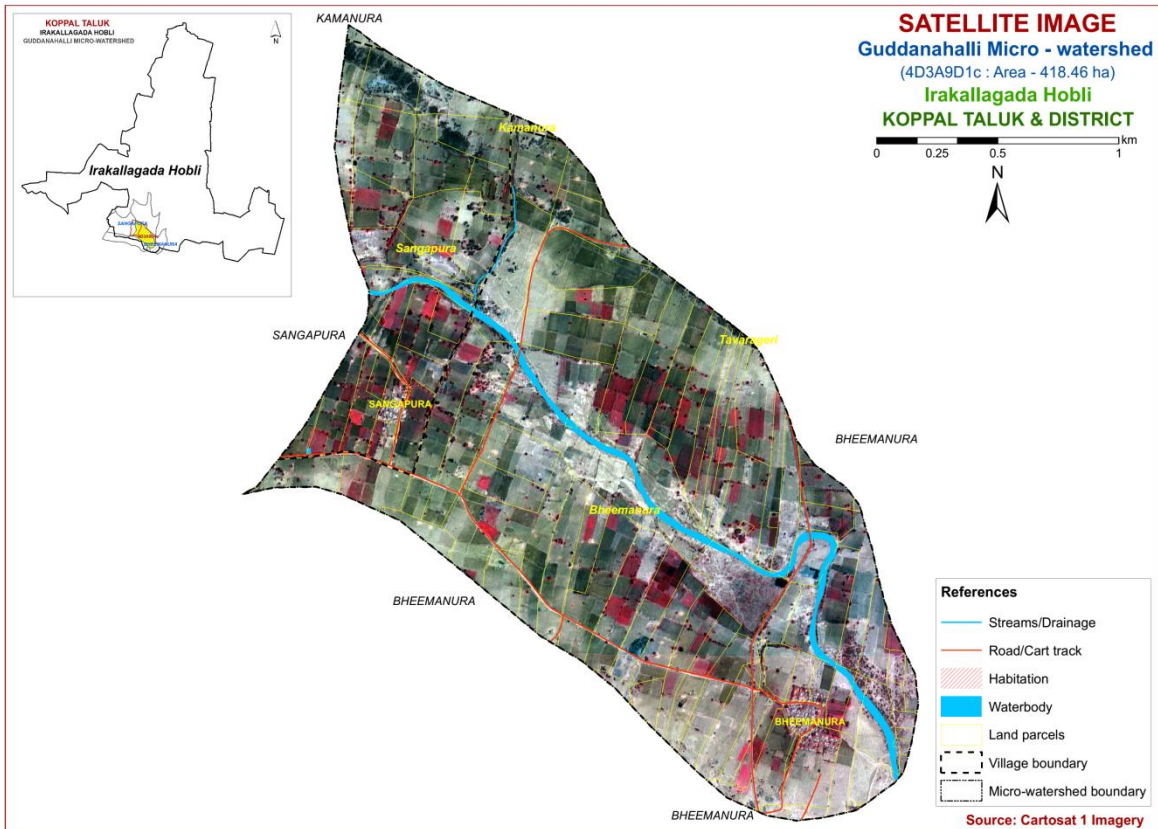 KOPPAL TALUK
IRAKALLAGADA HOBLI
GUDDANAHALLI MICRO-WATERSHED
N
Irakallagada Hobli
SANGAPURA
BHEEMANURA
SATELLITE IMAGE
Guddanahalli Micro - watershed
(4D3A9D1c : Area - 418.46 ha)
Irakallagada Hobli
KOPPAL TALUK & DISTRICT
km
0 0.25 0.5 1
N
KAMANURA
Kamanura
Sangapura
SANGAPURA
Tavarageri
SANGAPURA
BHEEMANURA
Bheemanura
BHEEMANURA
BHEEMANURA
BHEEMANURA
References
Streams/Drainage
Road/Cart track
Habitation
Waterbody
Land parcels
Village boundary
Micro-watershed boundary
Source: Cartosat 1 Imagery